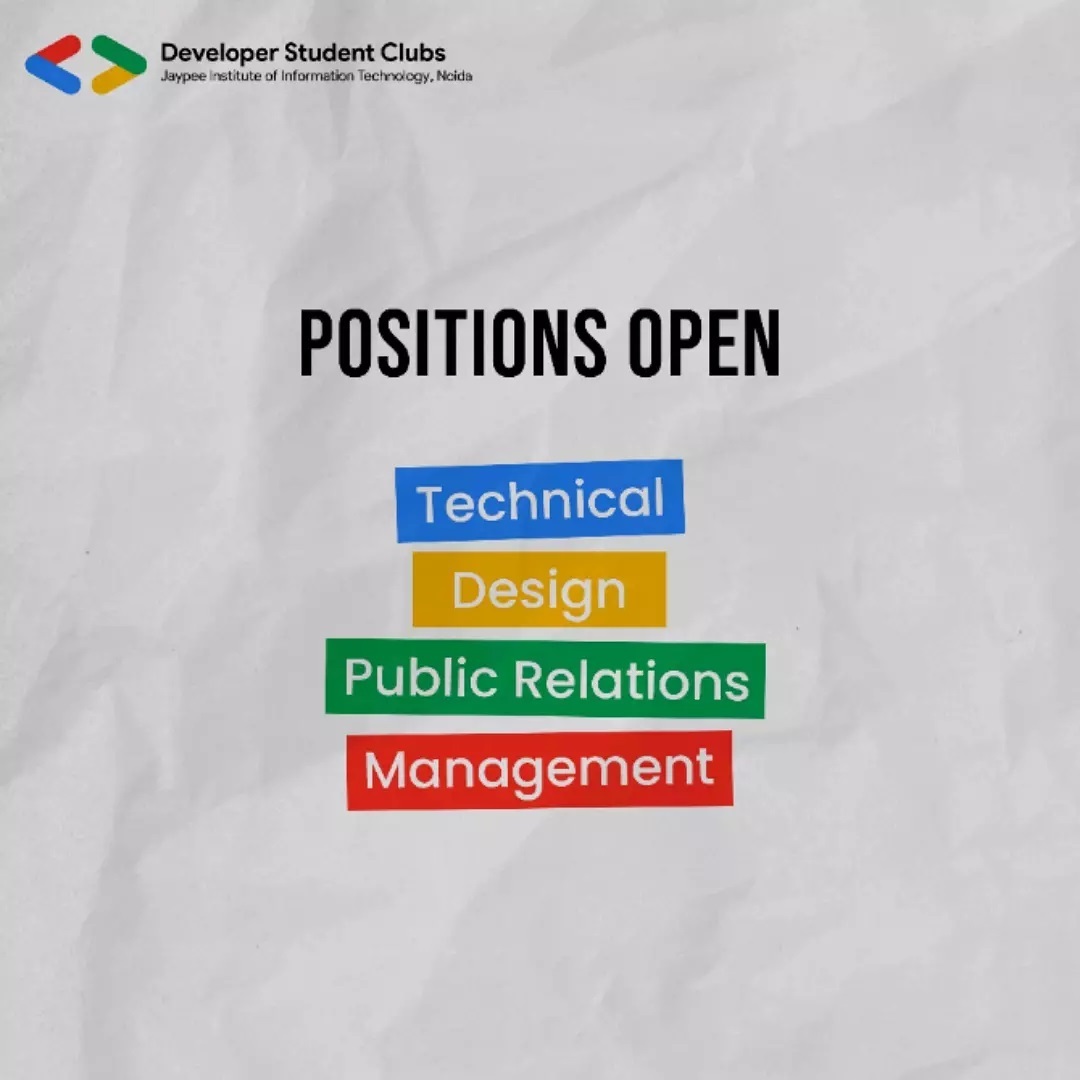 Developer Student Clubs
Jaypee Institute of Information Technology, Noida
POSITIONS OPEN
Technical
Design
Public Relations
Management